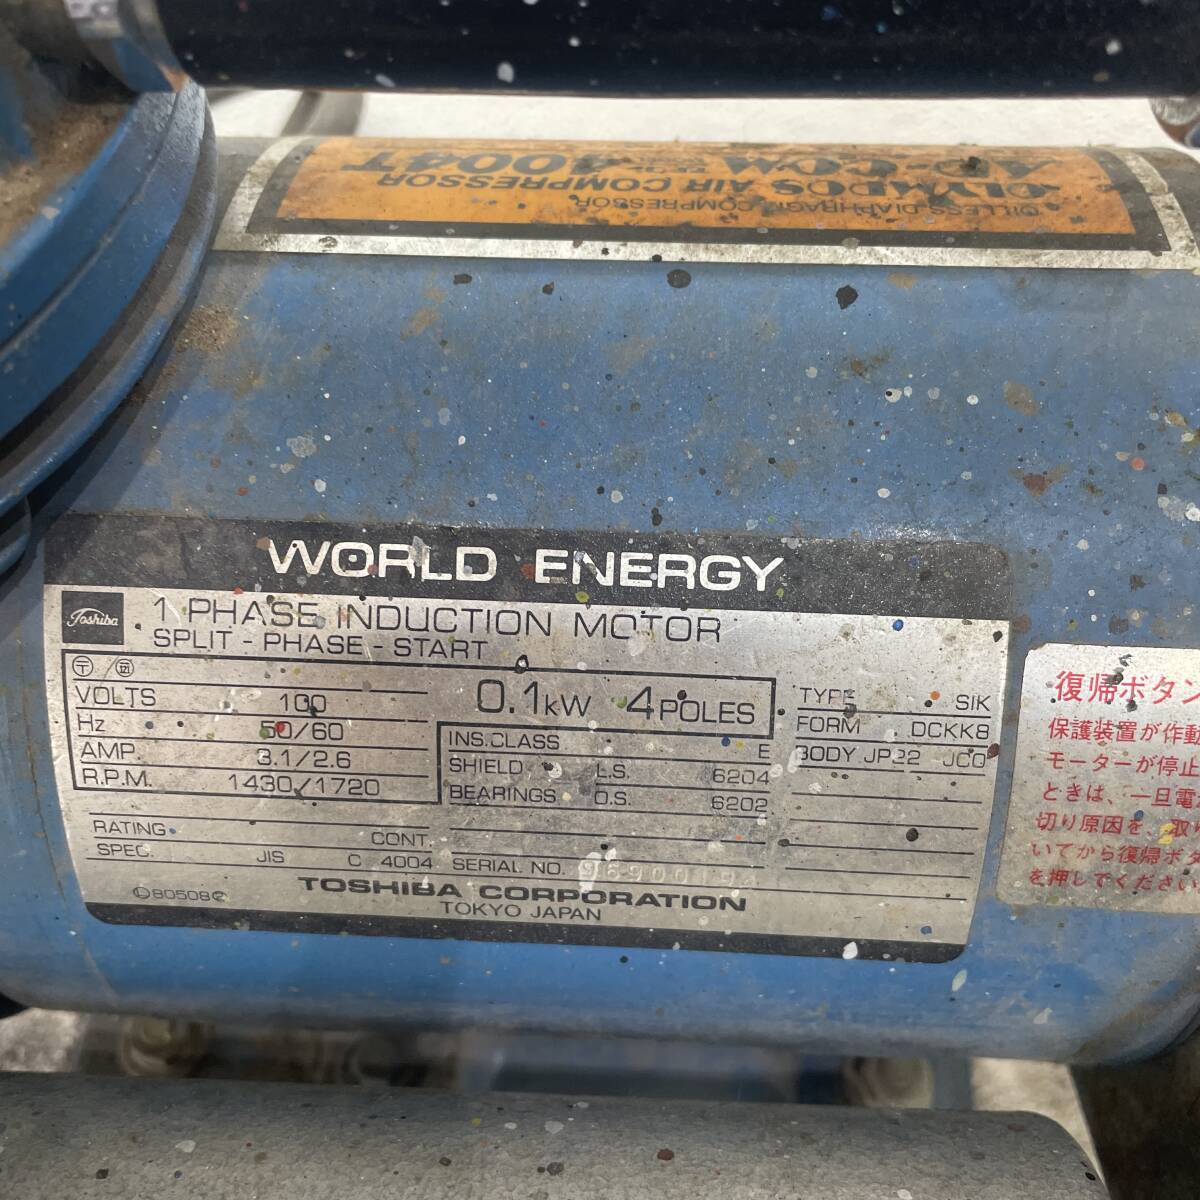 OILLESS DIAPHRAGM COMPRESSOR
OLYMPOS AIR COMPRESSOR
AP-COM 4004T
WORLD ENERGY
Toshiba
1 PHASE INDUCTION MOTOR
SPLIT - PHASE - START
VOLTS 100
Hz 50/60
AMP. 3.1/2.6
R.P.M. 1430/1720
0.1kW 4POLES
INS.CLASS E
SHIELD L.S. 6204
BEARINGS O.S. 6202
TYPE SIK
FORM DCKK8
BODY JP22 JC0
RATING CONT.
SPEC. JIS C 4004
SERIAL NO.
80508
TOSHIBA CORPORATION
TOKYO JAPAN
復帰ボタン
保護装置が作動
モーターが停止
ときは、一旦電
切り原因を、取り
いてから復帰ボタ
を押してください